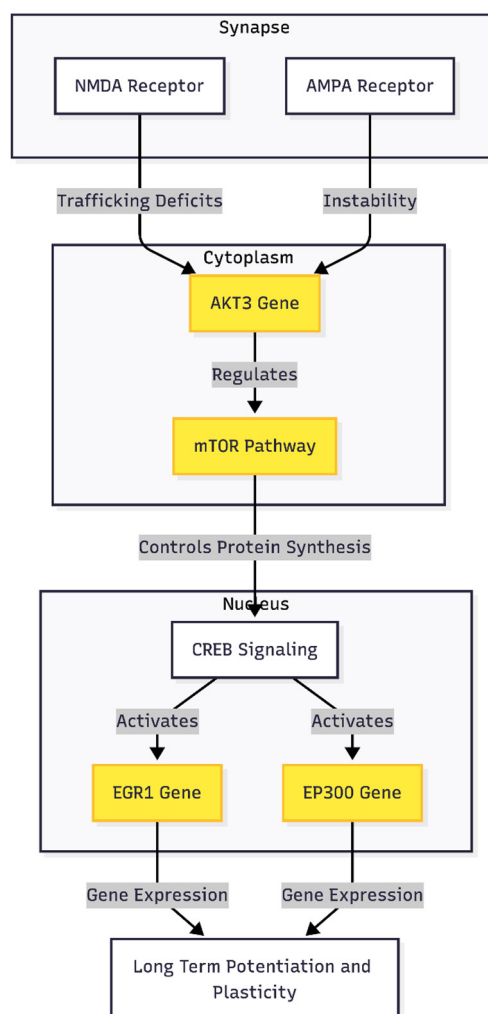 Synapse
NMDA Receptor
AMPA Receptor
Trafficking Deficits
Instability
Cytoplasm
AKT3 Gene
Regulates
mTOR Pathway
Controls Protein Synthesis
Nucleus
CREB Signaling
Activates
Activates
EGR1 Gene
EP300 Gene
Gene Expression
Gene Expression
Long Term Potentiation and
Plasticity